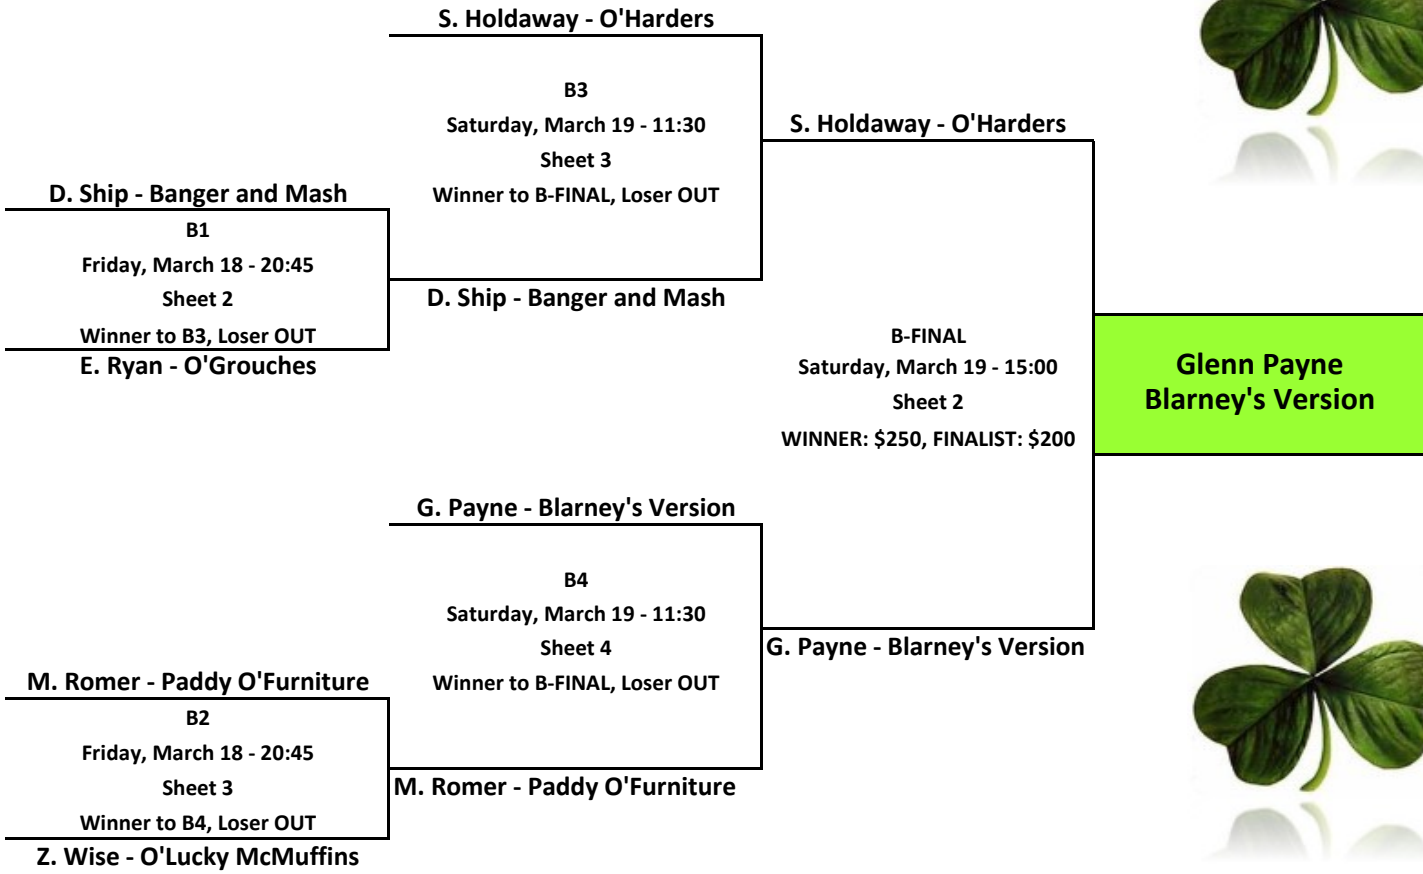 S. Holdaway - O'Harders
B3
Saturday, March 19 - 11:30
Sheet 3
Winner to B-FINAL, Loser OUT
S. Holdaway - O'Harders
D. Ship - Banger and Mash
B1
Friday, March 18 - 20:45
Sheet 2
Winner to B3, Loser OUT
E. Ryan - O'Grouches
D. Ship - Banger and Mash
B-FINAL
Saturday, March 19 - 15:00
Sheet 2
WINNER: $250, FINALIST: $200
Glenn Payne
Blarney's Version
G. Payne - Blarney's Version
B4
Saturday, March 19 - 11:30
Sheet 4
Winner to B-FINAL, Loser OUT
G. Payne - Blarney's Version
M. Romer - Paddy O'Furniture
B2
Friday, March 18 - 20:45
Sheet 3
Winner to B4, Loser OUT
Z. Wise - O'Lucky McMuffins
M. Romer - Paddy O'Furniture